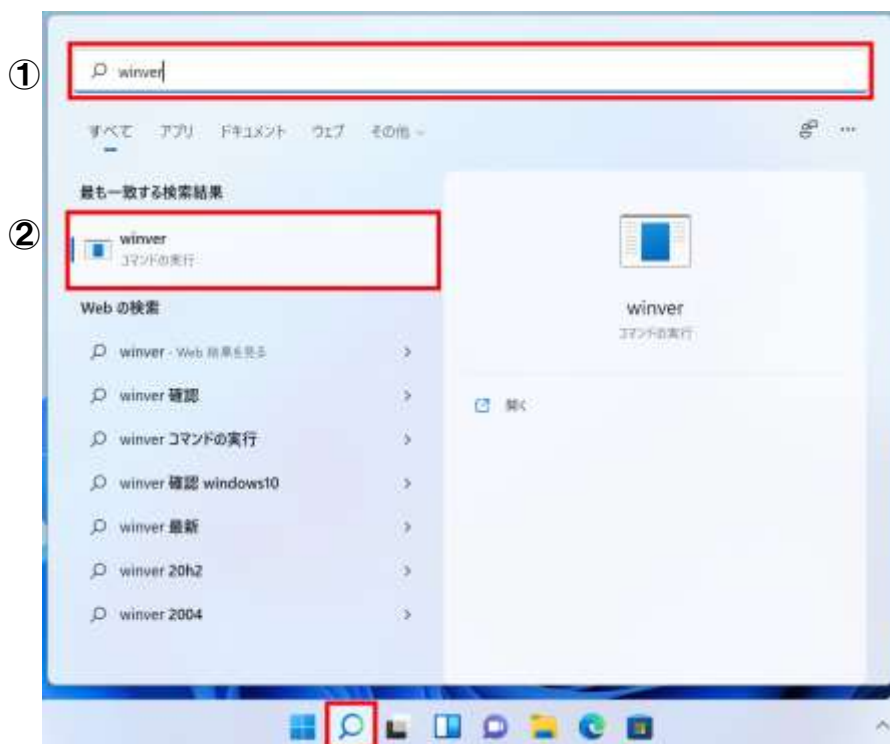 ①
winver
すべて アプリ ドキュメント ウェブ その他
最も一致する検索結果
②
winver
コマンドの実行
Web の検索
winver - Web 結果を見る
winver 確認
winver コマンドの実行
winver 確認 windows10
winver 最新
winver 20h2
winver 2004
winver
コマンドの実行
開く